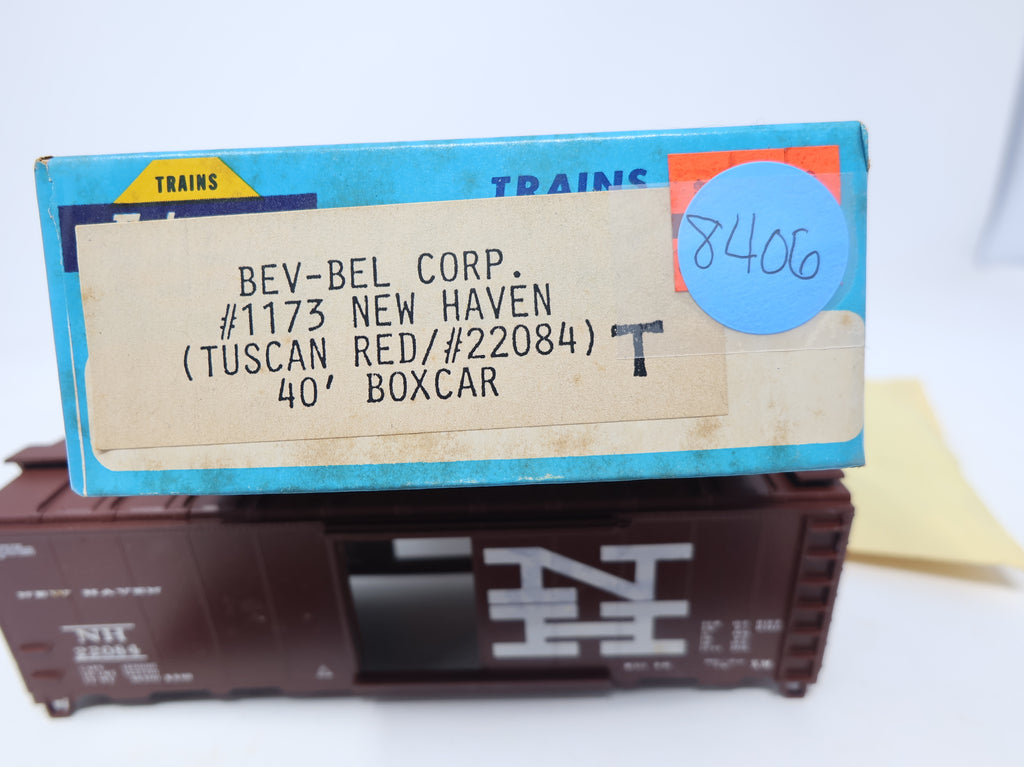 TRAINS
TRAINS
8406
BEV-BEL CORP.
#1173 NEW HAVEN
(TUSCAN RED/#22084)
40' BOXCAR
T
NEW HAVEN
NH
22084
NH